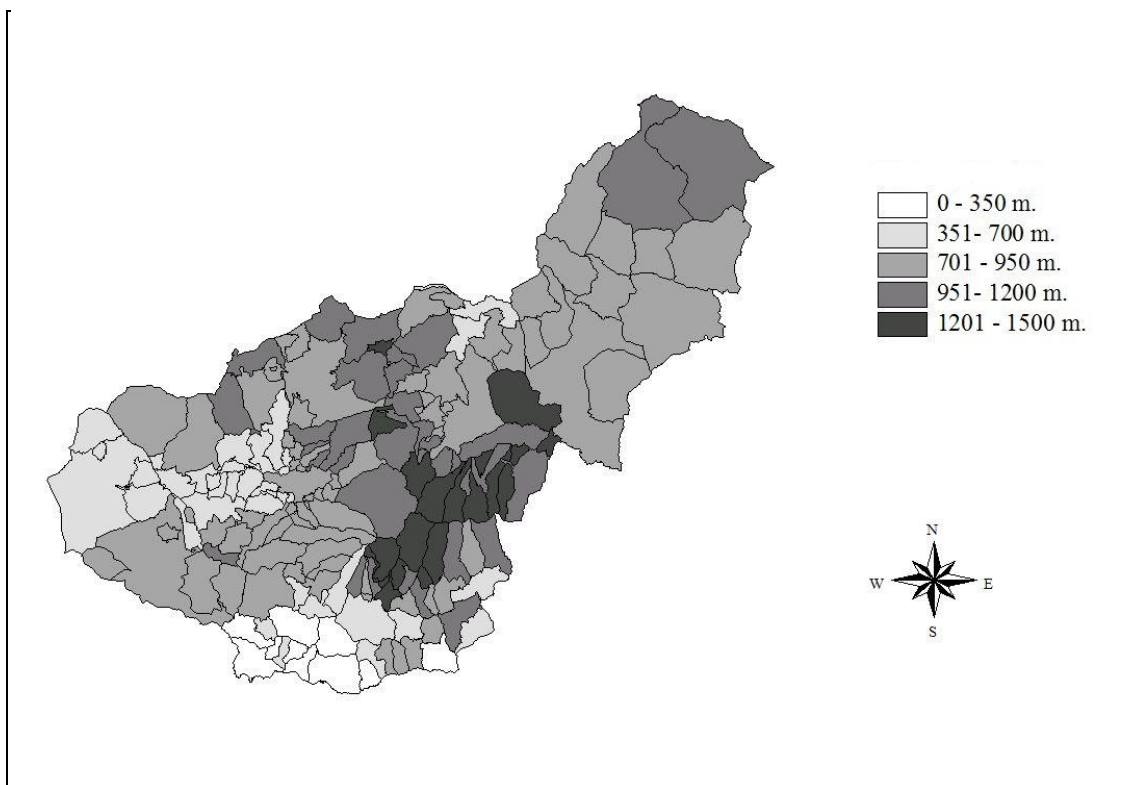 0 - 350 m.
351- 700 m.
701 - 950 m.
951- 1200 m.
1201 - 1500 m.
N
W E
S